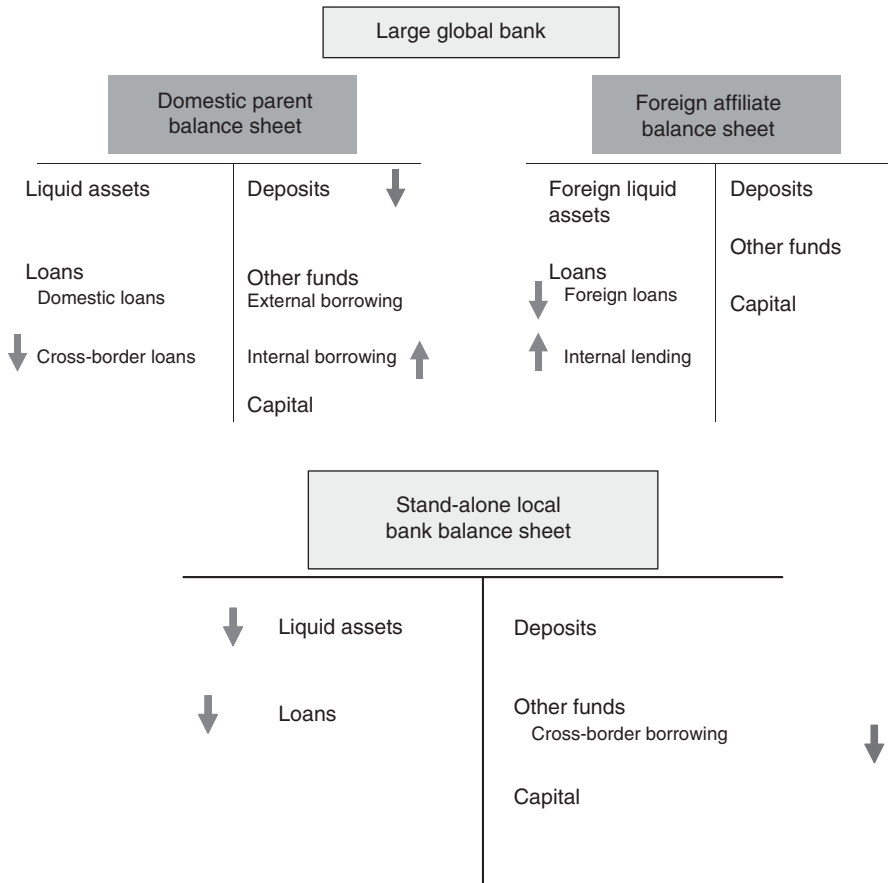 Large global bank
Domestic parent
balance sheet
Liquid assets
Deposits
Loans
Domestic loans
Other funds
External borrowing
Cross-border loans
Internal borrowing
Capital
Foreign affiliate
balance sheet
Foreign liquid
assets
Deposits
Other funds
Loans
Foreign loans
Capital
Internal lending
Stand-alone local
bank balance sheet
Liquid assets
Deposits
Loans
Other funds
Cross-border borrowing
Capital